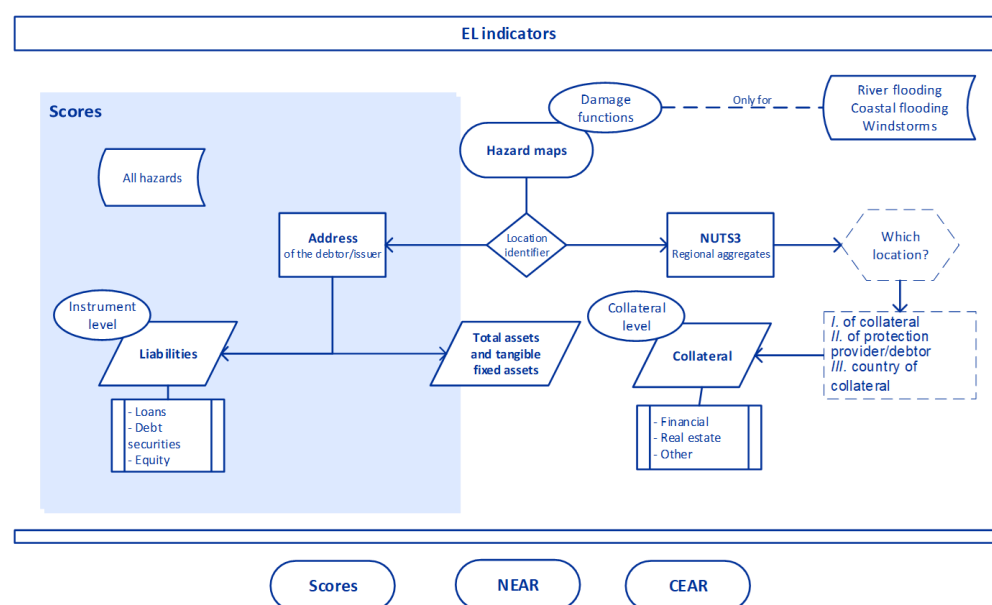 EL indicators
Scores
All hazards
Damage
functions
Only for
River flooding
Coastal flooding
Windstorms
Hazard maps
Address
of the debtor/issuer
Location
identifier
NUTS3
Regional aggregates
Which
location?
Instrument
level
Liabilities
Total assets
and tangible
fixed assets
Collateral
level
Collateral
I. of collateral
II. of protection
provider/debtor
III. country of
collateral
- Loans
- Debt
securities
- Equity
- Financial
- Real estate
- Other
Scores
NEAR
CEAR